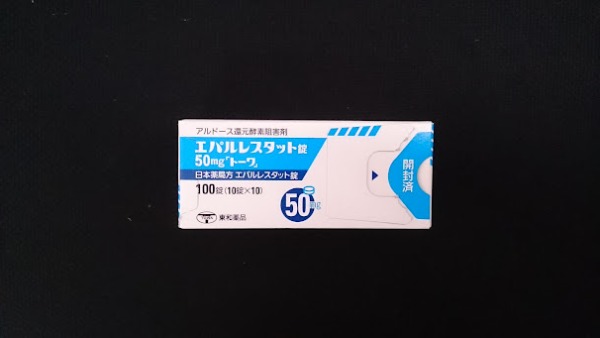 アルドース還元酵素阻害剤
エパルレスタット錠
50mg「トーワ」
日本薬局方 エパルレスタット錠
100錠(10錠×10)
50mg
東和薬品
開封済